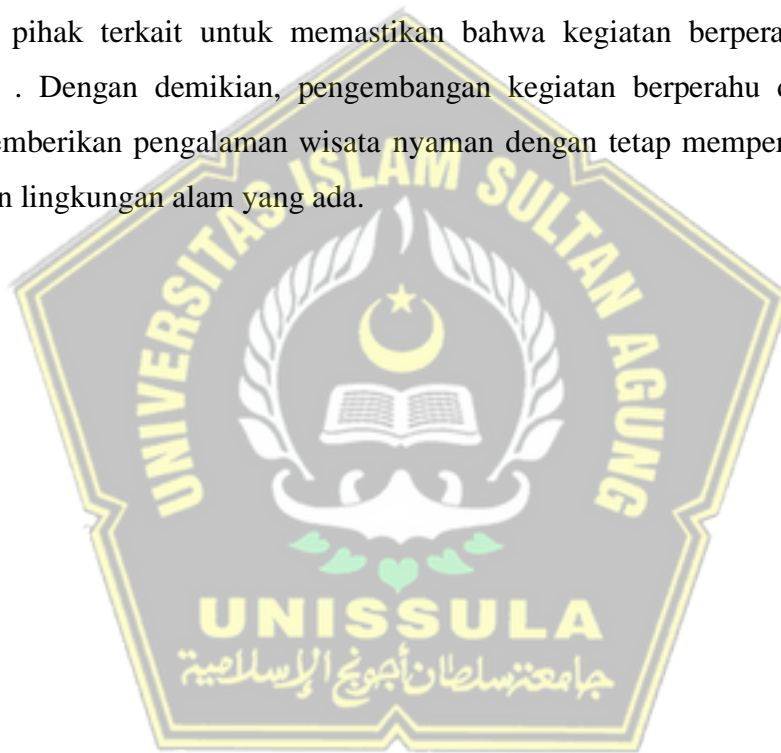 pihak terkait untuk memastikan bahwa kegiatan berpera
. Dengan demikian, pengembangan kegiatan berperahu
emberikan pengalaman wisata nyaman dengan tetap memper
n lingkungan alam yang ada.
UNIVERSITAS ISLAM SULTAN AGUNG
UNISSULA
جامعة سلطان أجونج الإسلامية